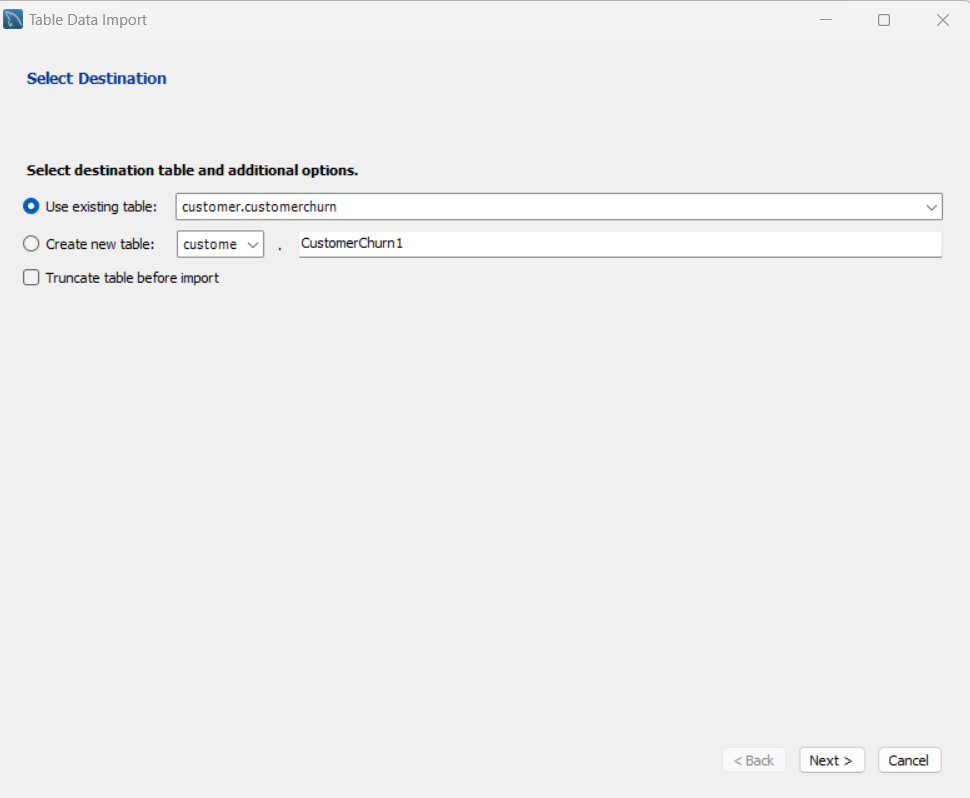 Table Data Import
Select Destination
Select destination table and additional options.
Use existing table: customer.customerchurn
Create new table: custome . CustomerChurn1
Truncate table before import
< Back Next > Cancel